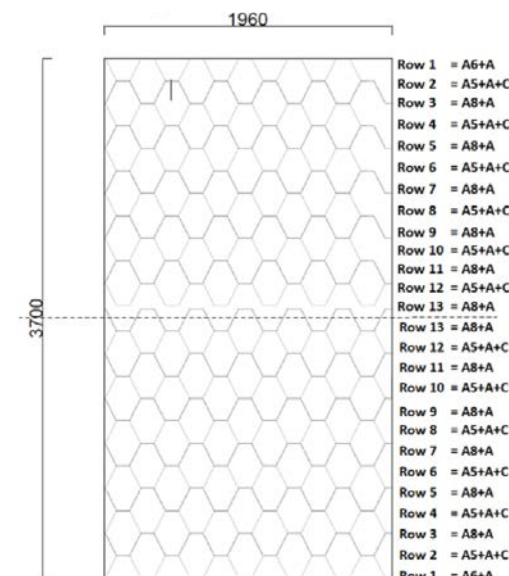 1960
3700
Row 1 = A6+A
Row 2 = A5+A+C
Row 3 = A8+A
Row 4 = A5+A+C
Row 5 = A8+A
Row 6 = A5+A+C
Row 7 = A8+A
Row 8 = A5+A+C
Row 9 = A8+A
Row 10 = A5+A+C
Row 11 = A8+A
Row 12 = A5+A+C
Row 13 = A8+A
Row 13 = A8+A
Row 12 = A5+A+C
Row 11 = A8+A
Row 10 = A5+A+C
Row 9 = A8+A
Row 8 = A5+A+C
Row 7 = A8+A
Row 6 = A5+A+C
Row 5 = A8+A
Row 4 = A5+A+C
Row 3 = A8+A
Row 2 = A5+A+C
Row 1 = A6+A